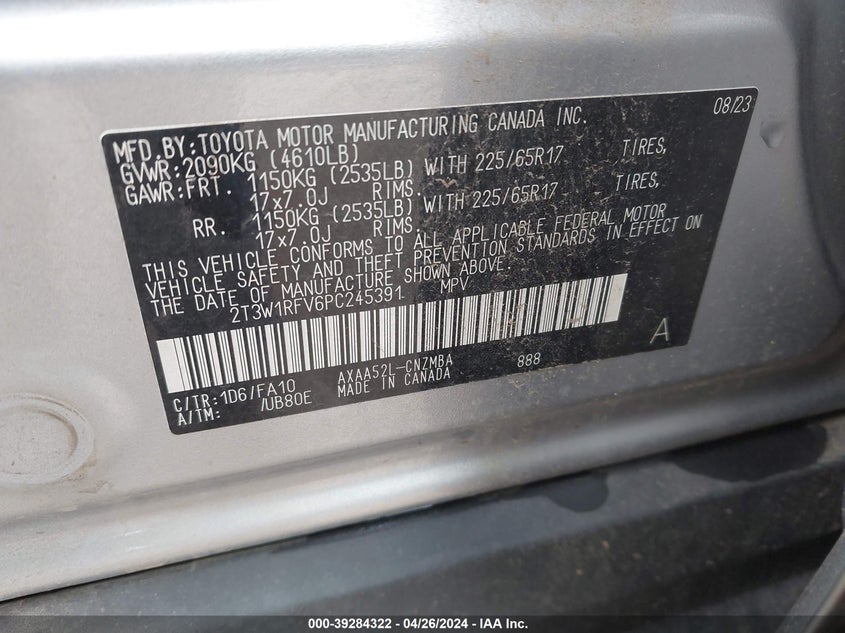 08/23
MFD.BY:TOYOTA MOTOR MANUFACTURING CANADA INC.
GVWR:2090KG (4610LB)
GAWR:FRT. 1150KG (2535LB) WITH 225/65R17 TIRES,
17x7.0J RIMS.
RR. 1150KG (2535LB) WITH 225/65R17 TIRES,
17x7.0J RIMS.
THIS VEHICLE CONFORMS TO ALL APPLICABLE FEDERAL MOTOR
VEHICLE SAFETY AND THEFT PREVENTION STANDARDS IN EFFECT ON
THE DATE OF MANUFACTURE SHOWN ABOVE.
2T3W1RFV6PC245391 MPV
A
C/TR:1D6/FA10 AXAA52L-CNZMBA 888
A/TM: /UB80E MADE IN CANADA
000-39284322 - 04/26/2024 - IAA Inc.